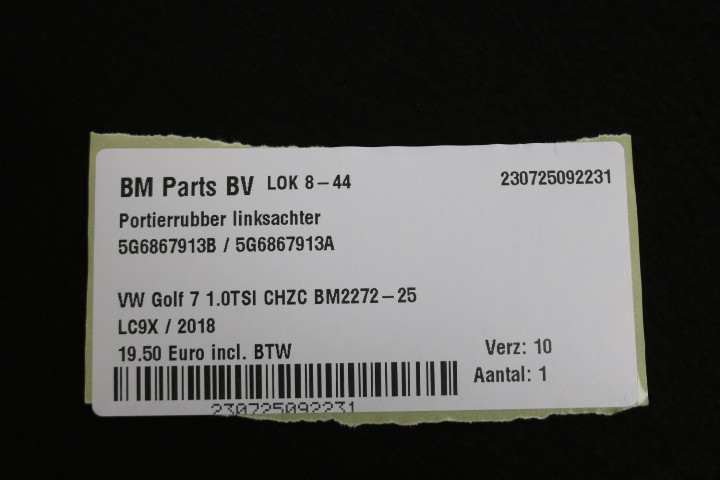 BM Parts BV LOK 8-44 230725092231
Portierrubber linksachter
5G6867913B / 5G6867913A
VW Golf 7 1.0TSI CHZC BM2272-25
LC9X / 2018
19.50 Euro incl. BTW Verz: 10
Aantal: 1
230725092231